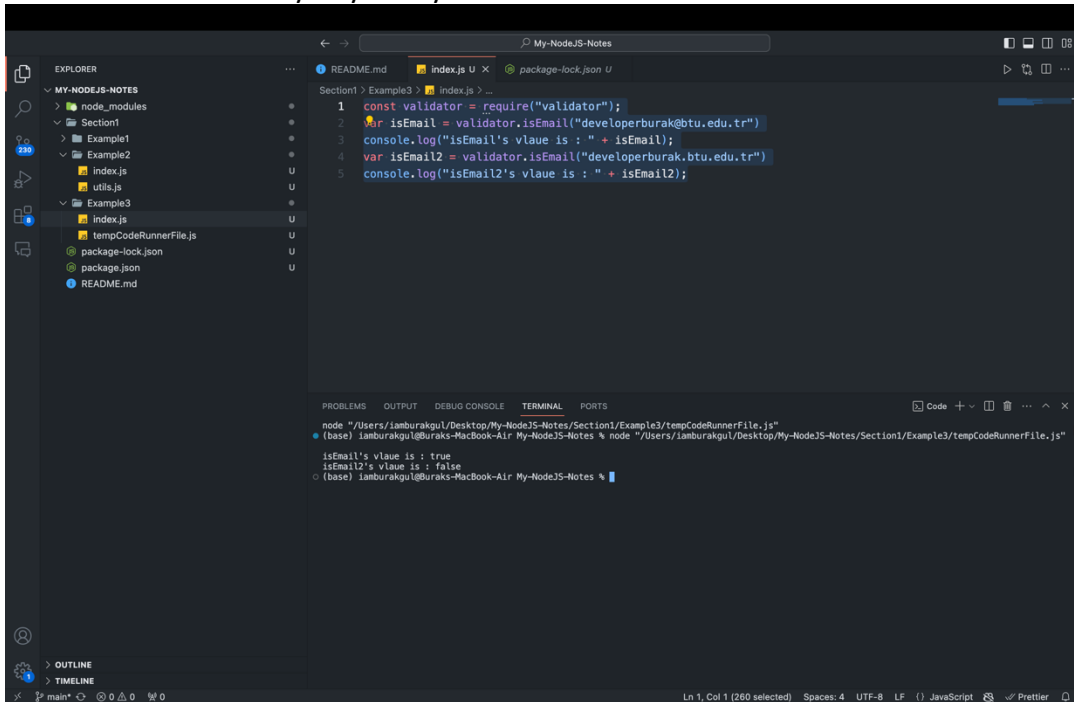 My-NodeJS-Notes
EXPLORER
README.md
index.js U
package-lock.json U
MY-NODEJS-NOTES
Section1 > Example3 > index.js > ...
node_modules
Section1
Example1
Example2
index.js U
utils.js U
Example3
index.js U
tempCodeRunnerFile.js U
package-lock.json U
package.json U
README.md
230
8
1 const validator = require("validator");
2 var isEmail = validator.isEmail("developerburak@btu.edu.tr")
3 console.log("isEmail's vlaue is : " + isEmail);
4 var isEmail2 = validator.isEmail("developerburak.btu.edu.tr")
5 console.log("isEmail2's vlaue is : " + isEmail2);
PROBLEMS OUTPUT DEBUG CONSOLE TERMINAL PORTS Code
node "/Users/iamburakgul/Desktop/My-NodeJS-Notes/Section1/Example3/tempCodeRunnerFile.js"
(base) iamburakgul@Buraks-MacBook-Air My-NodeJS-Notes % node "/Users/iamburakgul/Desktop/My-NodeJS-Notes/Section1/Example3/tempCodeRunnerFile.js"
isEmail's vlaue is : true
isEmail2's vlaue is : false
(base) iamburakgul@Buraks-MacBook-Air My-NodeJS-Notes %
OUTLINE
1
TIMELINE
main* 0 0 0 Ln 1, Col 1 (260 selected) Spaces: 4 UTF-8 LF {} JavaScript Prettier